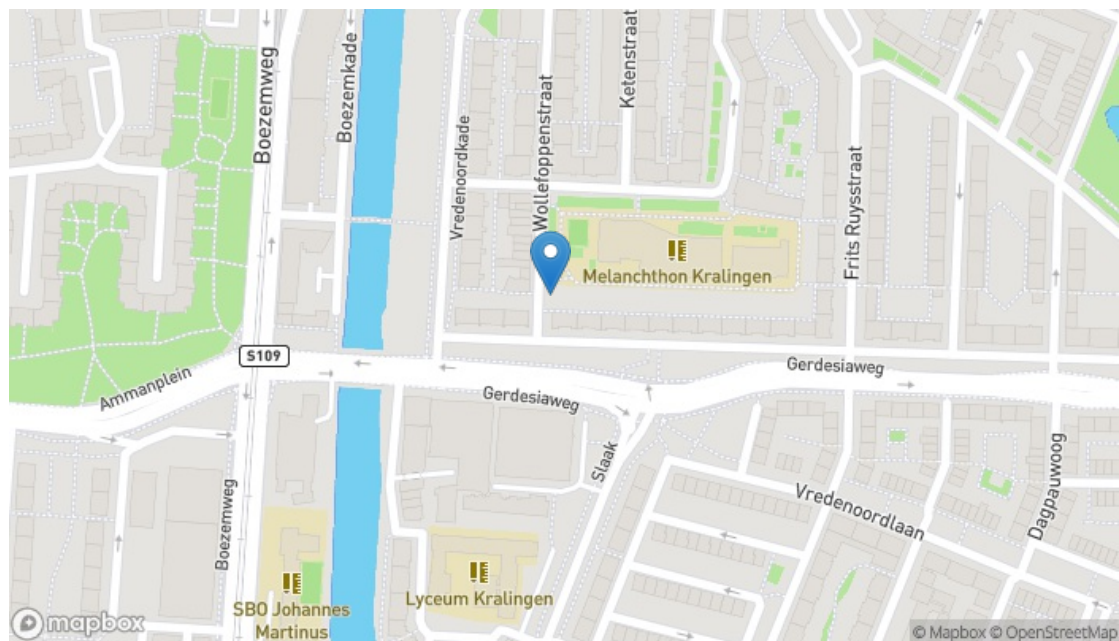 Boezemweg
Boezemkade
Vredenoordkade
Wollefoppenstraat
Ketenstraat
Frits Ruysstraat
Melanchthon Kralingen
S109
Ammanplein
Gerdesiaweg
Gerdesiaweg
Slaak
Boezemweg
Vredenoordlaan
Dagpauwoog
SBO Johannes
Martinus
Lyceum Kralingen
mapbox
© Mapbox © OpenStreetMap